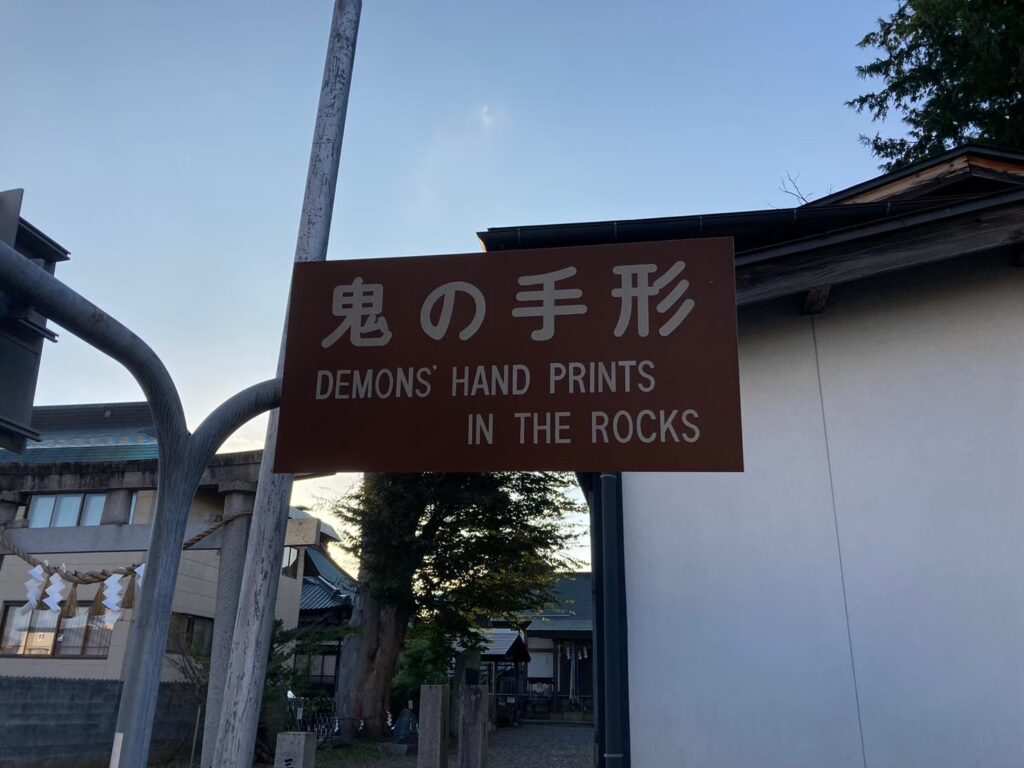 鬼の手形
DEMONS' HAND PRINTS
IN THE ROCKS